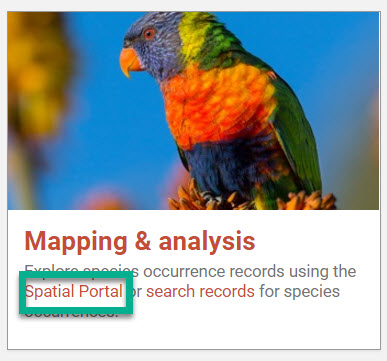 Mapping & analysis
Explore species occurrence records using the
Spatial Portal or search records for species
occurrences.